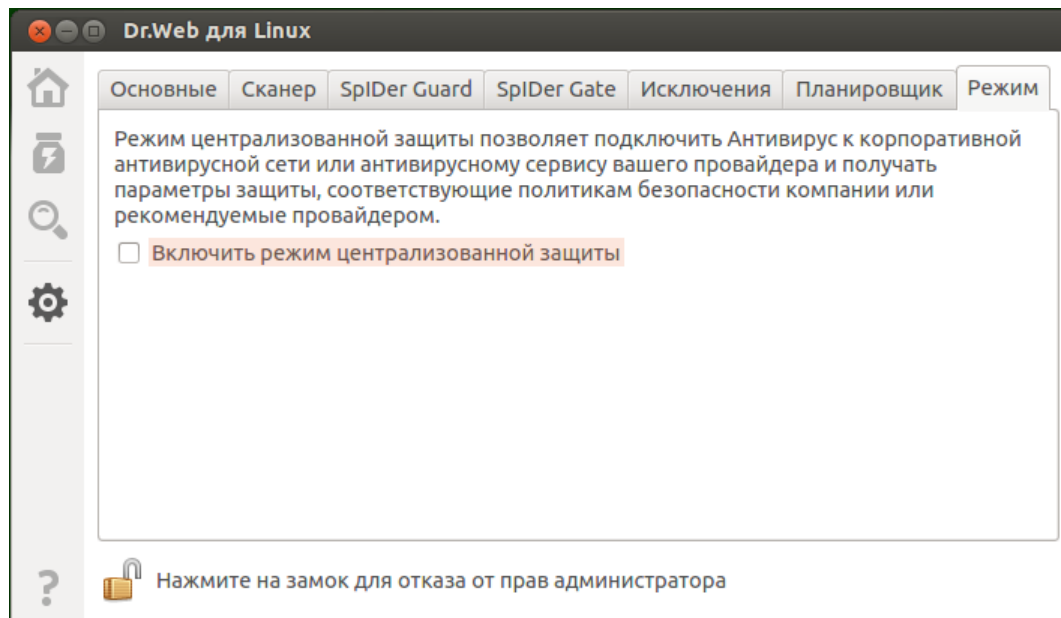 Dr.Web для Linux
Основные Сканер SpIDer Guard SpIDer Gate Исключения Планировщик Режим
Режим централизованной защиты позволяет подключить Антивирус к корпоративной
антивирусной сети или антивирусному сервису вашего провайдера и получать
параметры защиты, соответствующие политикам безопасности компании или
рекомендуемые провайдером.
Включить режим централизованной защиты
? Нажмите на замок для отказа от прав администратора